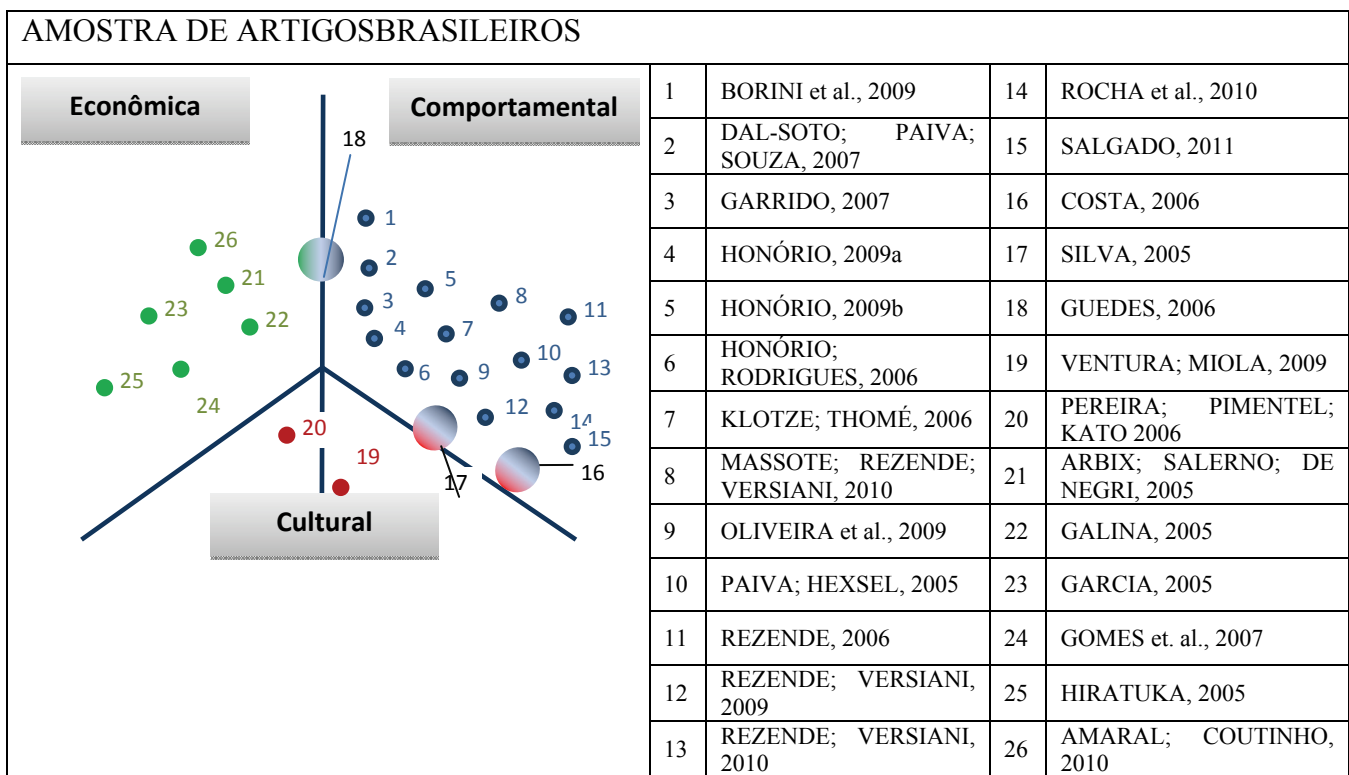 AMOSTRA DE ARTIGOSBRASILEIROS
Econômica
Comportamental
18
1
26
2
21
5
8
23
3
11
22
4
7
10
13
25
6
9
24
12
14
20
15
19
17
16
Cultural
1 BORINI et al., 2009 14 ROCHA et al., 2010
2 DAL-SOTO; PAIVA; SOUZA, 2007 15 SALGADO, 2011
3 GARRIDO, 2007 16 COSTA, 2006
4 HONÓRIO, 2009a 17 SILVA, 2005
5 HONÓRIO, 2009b 18 GUEDES, 2006
6 HONÓRIO; RODRIGUES, 2006 19 VENTURA; MIOLA, 2009
7 KLOTZE; THOMÉ, 2006 20 PEREIRA; PIMENTEL; KATO 2006
8 MASSOTE; REZENDE; VERSIANI, 2010 21 ARBIX; SALERNO; DE NEGRI, 2005
9 OLIVEIRA et al., 2009 22 GALINA, 2005
10 PAIVA; HEXSEL, 2005 23 GARCIA, 2005
11 REZENDE, 2006 24 GOMES et. al., 2007
12 REZENDE; VERSIANI, 2009 25 HIRATUKA, 2005
13 REZENDE; VERSIANI, 2010 26 AMARAL; COUTINHO, 2010